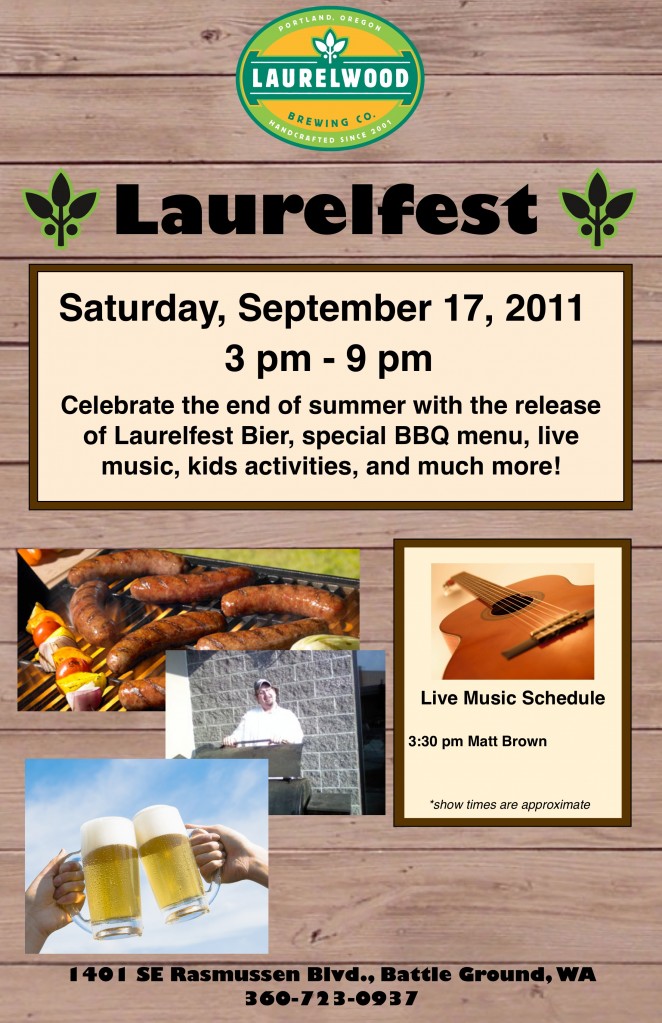 PORTLAND, OREGON
LAURELWOOD
BREWING CO.
HANDCRAFTED SINCE 2001
Laurelfest
Saturday, September 17, 2011
3 pm - 9 pm
Celebrate the end of summer with the release
of Laurelfest Bier, special BBQ menu, live
music, kids activities, and much more!
Live Music Schedule
3:30 pm Matt Brown
*show times are approximate
1401 SE Rasmussen Blvd., Battle Ground, WA
360-723-0937